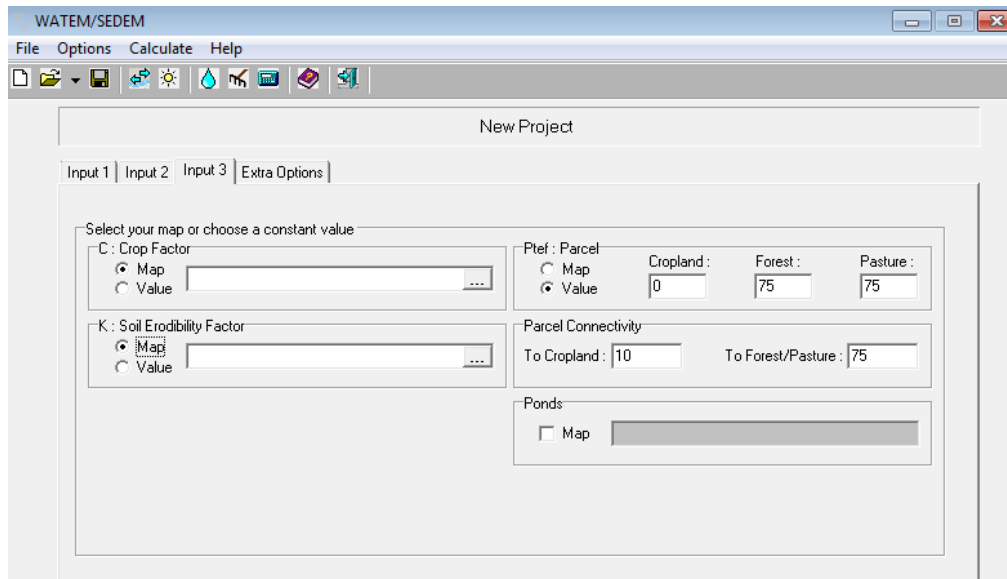 WATEM/SEDEM
File Options Calculate Help
New Project
Input 1 Input 2 Input 3 Extra Options
Select your map or choose a constant value
C : Crop Factor
Map
Value
...
K : Soil Erodibility Factor
Map
Value
...
Ptef : Parcel
Map
Value
Cropland : Forest : Pasture :
0 75 75
Parcel Connectivity
To Cropland : 10 To Forest/Pasture : 75
Ponds
Map